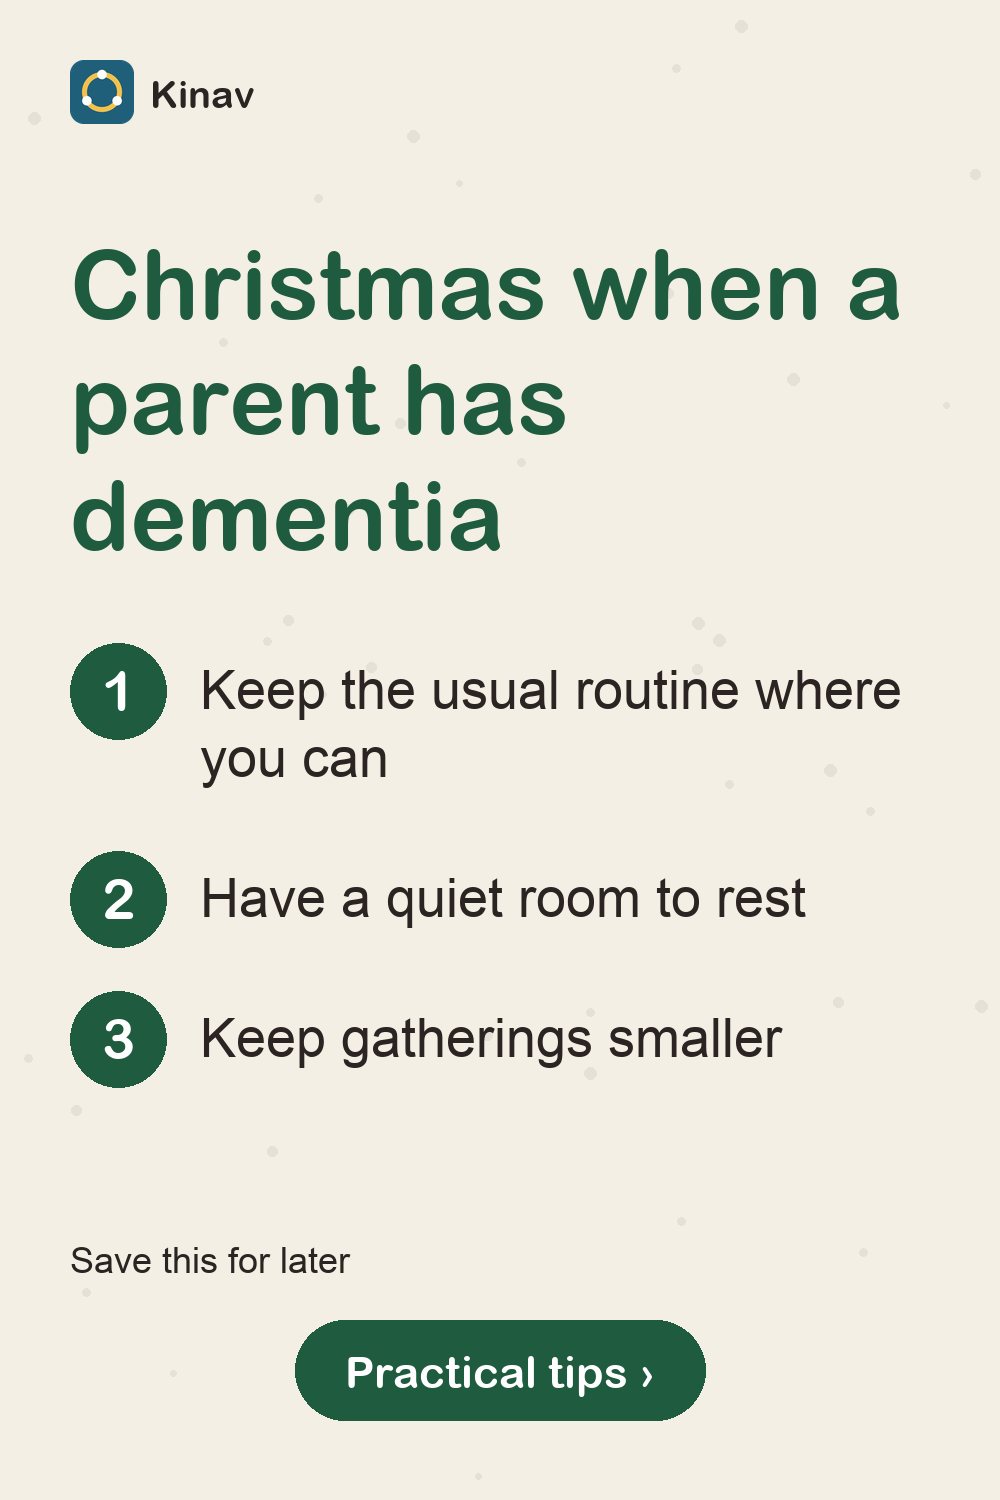 Kinav
Christmas when a
parent has
dementia
1 Keep the usual routine where
you can
2 Have a quiet room to rest
3 Keep gatherings smaller
Save this for later
Practical tips ›